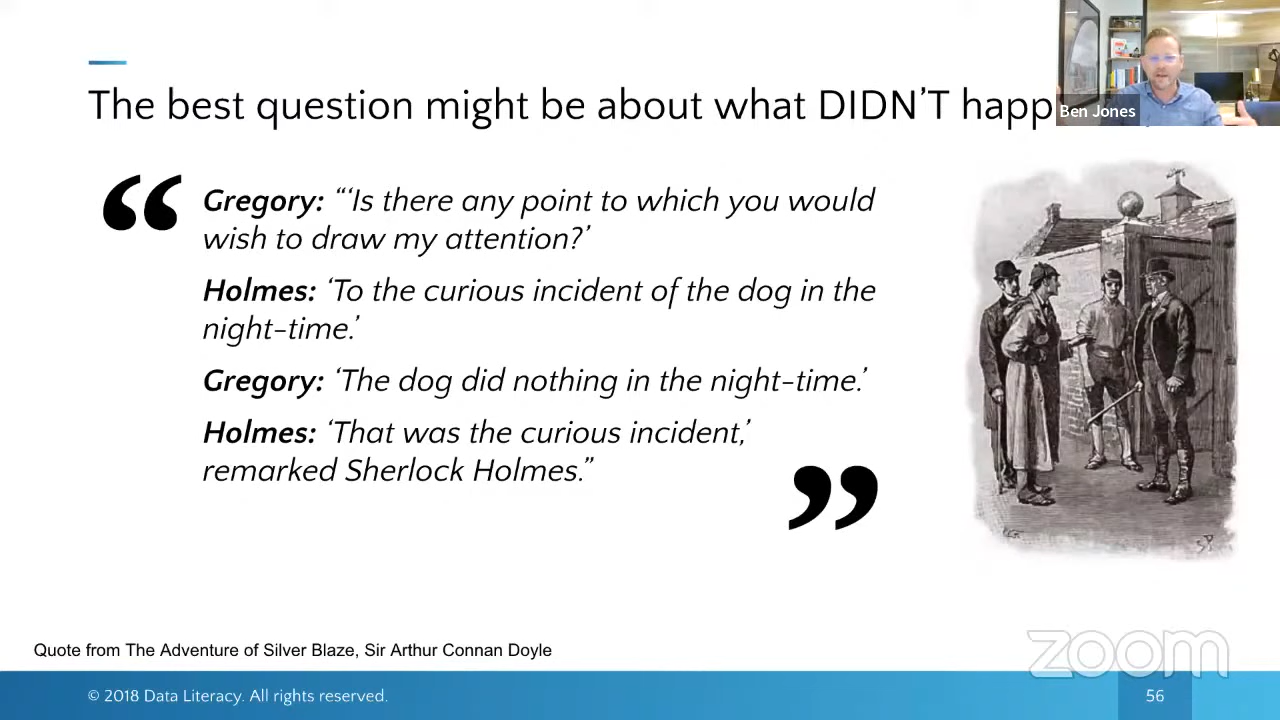 The best question might be about what DIDN’T happ
Ben Jones
“
Gregory: “‘Is there any point to which you would
wish to draw my attention?’
Holmes: ‘To the curious incident of the dog in the
night-time.’
Gregory: ‘The dog did nothing in the night-time.’
Holmes: ‘That was the curious incident,’
remarked Sherlock Holmes.”
”
Quote from The Adventure of Silver Blaze, Sir Arthur Connan Doyle
zoom
© 2018 Data Literacy. All rights reserved.
56